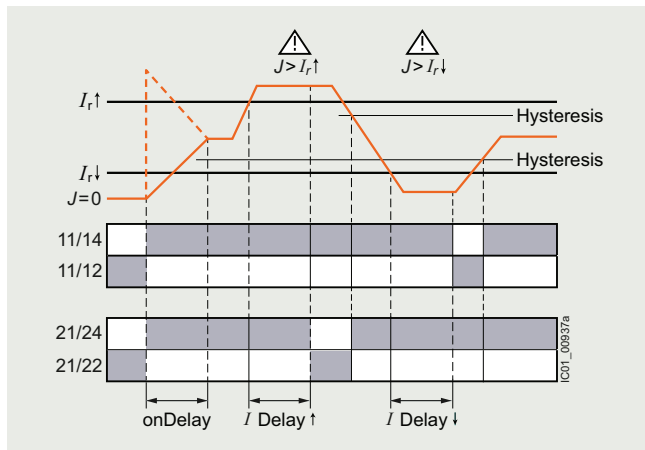 J > Ir↑
J > Ir↓
Ir↑
Hysteresis
Hysteresis
Ir↓
J = 0
11/14
11/12
21/24
21/22
IC01_00937a
onDelay
I Delay ↑
I Delay ↓